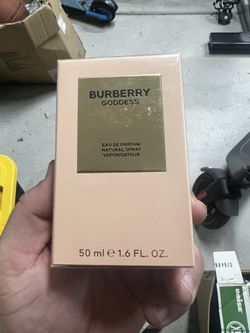 BURBERRY
GODDESS
EAU DE PARFUM
NATURAL SPRAY
VAPORISATEUR
50 ml ℮ 1.6 FL. OZ.